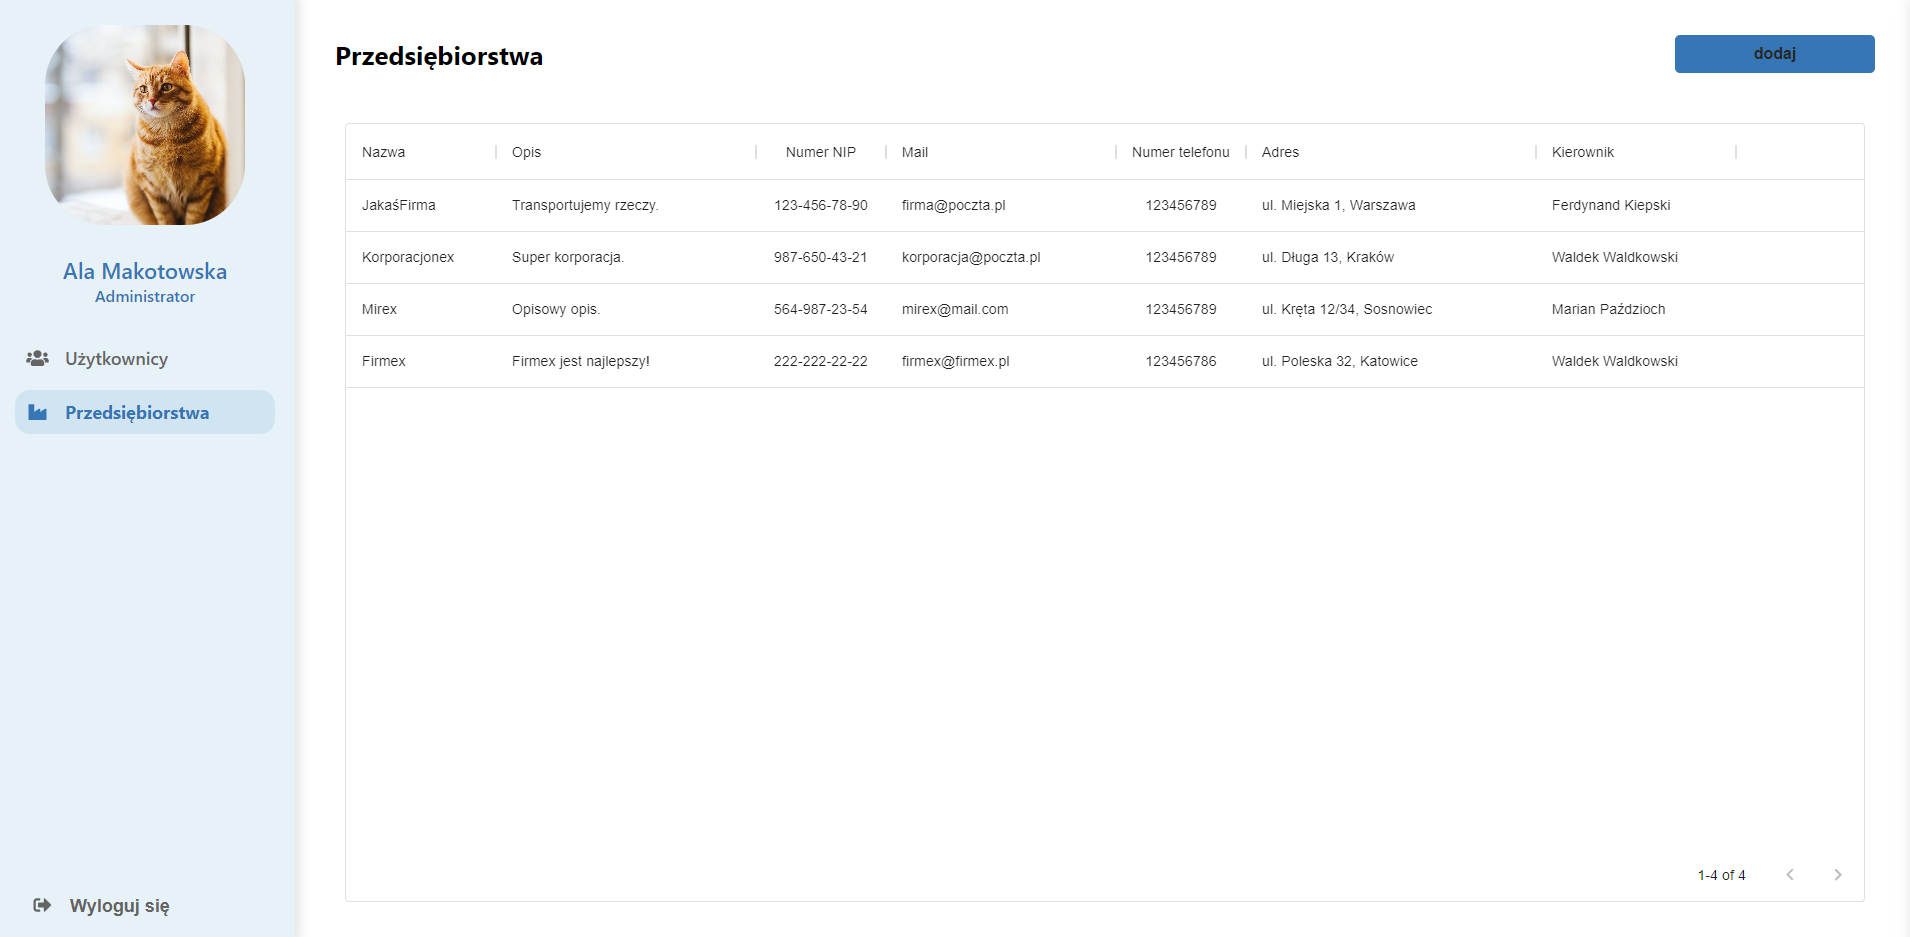 Ala Makotowska
Administrator
Użytkownicy
Przedsiębiorstwa
Wyloguj się
Przedsiębiorstwa
dodaj
Nazwa Opis Numer NIP Mail Numer telefonu Adres Kierownik
JakaśFirma Transportujemy rzeczy. 123-456-78-90 firma@poczta.pl 123456789 ul. Miejska 1, Warszawa Ferdynand Kiepski
Korporacjonex Super korporacja. 987-650-43-21 korporacja@poczta.pl 123456789 ul. Długa 13, Kraków Waldek Waldkowski
Mirex Opisowy opis. 564-987-23-54 mirex@mail.com 123456789 ul. Kręta 12/34, Sosnowiec Marian Paździoch
Firmex Firmex jest najlepszy! 222-222-22-22 firmex@firmex.pl 123456786 ul. Poleska 32, Katowice Waldek Waldkowski
1-4 of 4